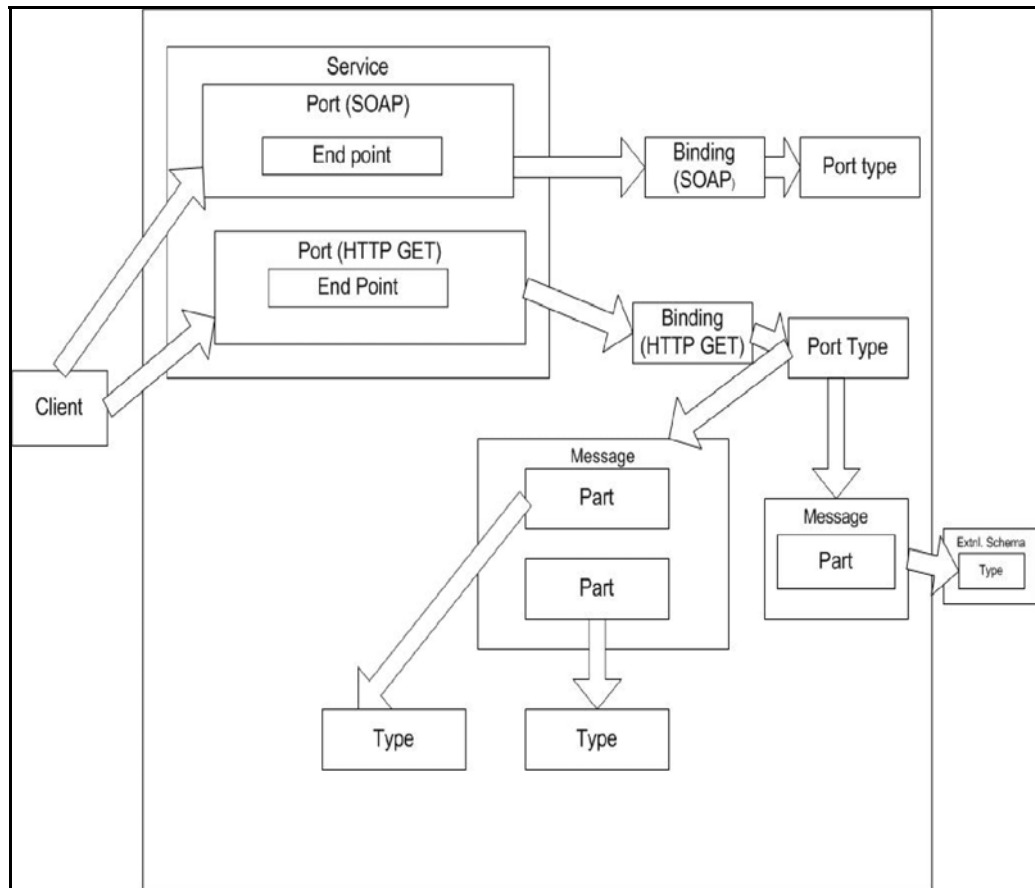 Service
Port (SOAP)
End point
Binding
(SOAP)
Port type
Port (HTTP GET)
End Point
Binding
(HTTP GET)
Port Type
Client
Message
Part
Part
Message
Part
Extnl. Schema
Type
Type
Type